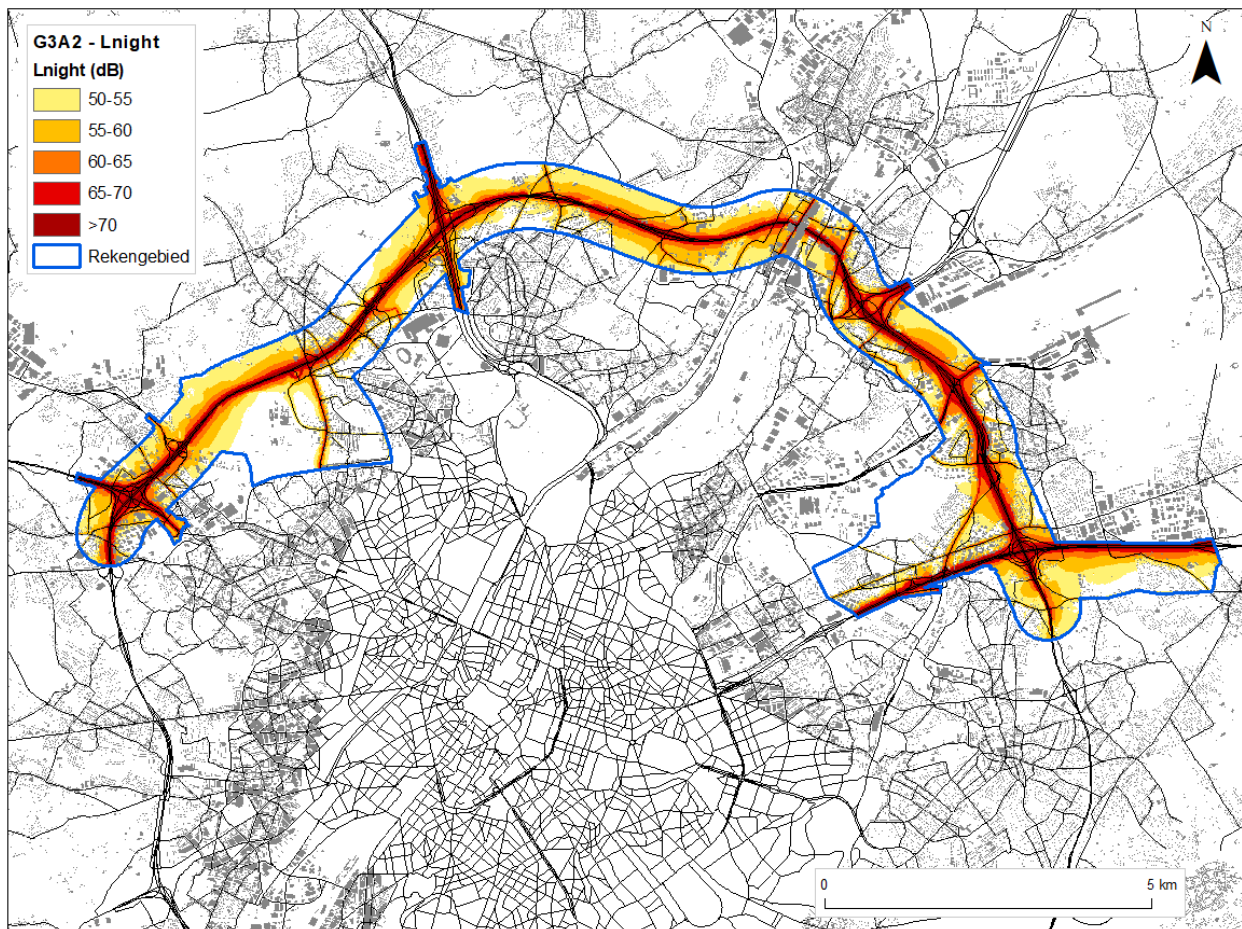 G3A2 - Lnight
Lnight (dB)
50-55
55-60
60-65
65-70
>70
Rekengebied
N
0
5 km